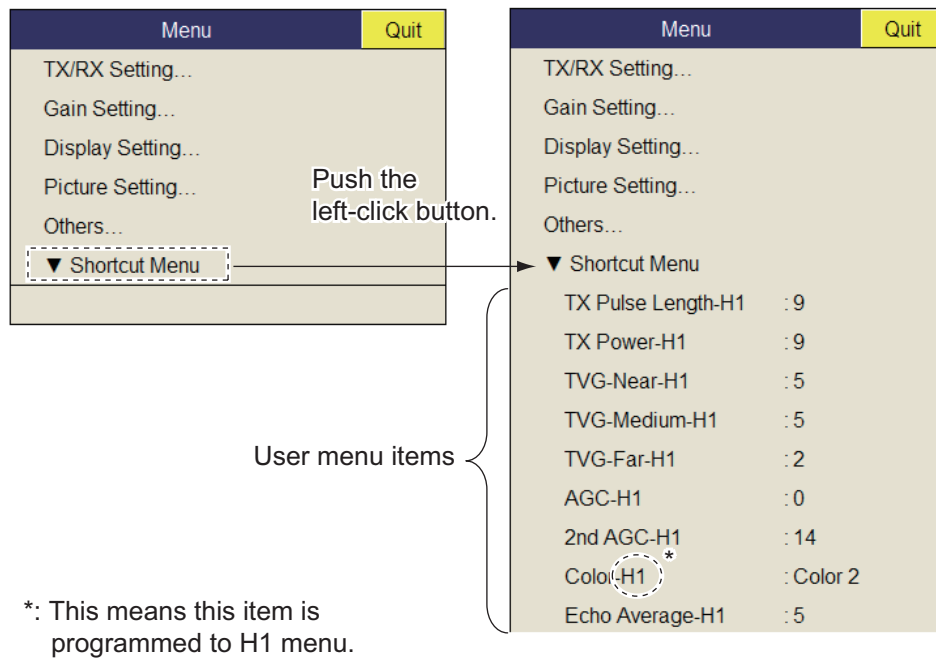 Menu Quit
TX/RX Setting...
Gain Setting...
Display Setting...
Picture Setting...
Others...
▼ Shortcut Menu
Push the
left-click button.
Menu Quit
TX/RX Setting...
Gain Setting...
Display Setting...
Picture Setting...
Others...
▼ Shortcut Menu
TX Pulse Length-H1 : 9
TX Power-H1 : 9
TVG-Near-H1 : 5
TVG-Medium-H1 : 5
TVG-Far-H1 : 2
AGC-H1 : 0
2nd AGC-H1 : 14
Color-H1 * : Color 2
Echo Average-H1 : 5
User menu items
*: This means this item is
programmed to H1 menu.